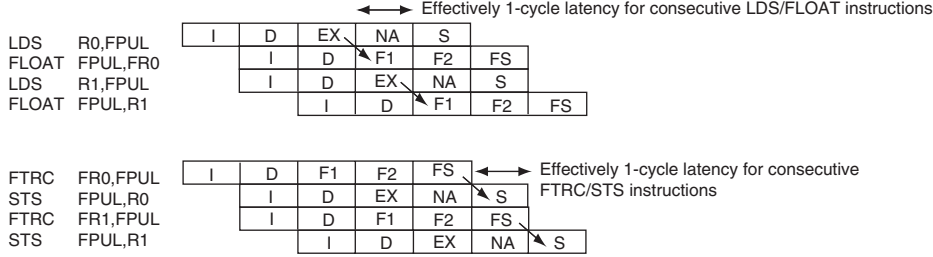 Effectively 1-cycle latency for consecutive LDS/FLOAT instructions
LDS R0,FPUL I D EX NA S
FLOAT FPUL,FR0 I D F1 F2 FS
LDS R1,FPUL I D EX NA S
FLOAT FPUL,R1 I D F1 F2 FS
FTRC FR0,FPUL I D F1 F2 FS Effectively 1-cycle latency for consecutive
FTRC/STS instructions
STS FPUL,R0 I D EX NA S
FTRC FR1,FPUL I D F1 F2 FS
STS FPUL,R1 I D EX NA S